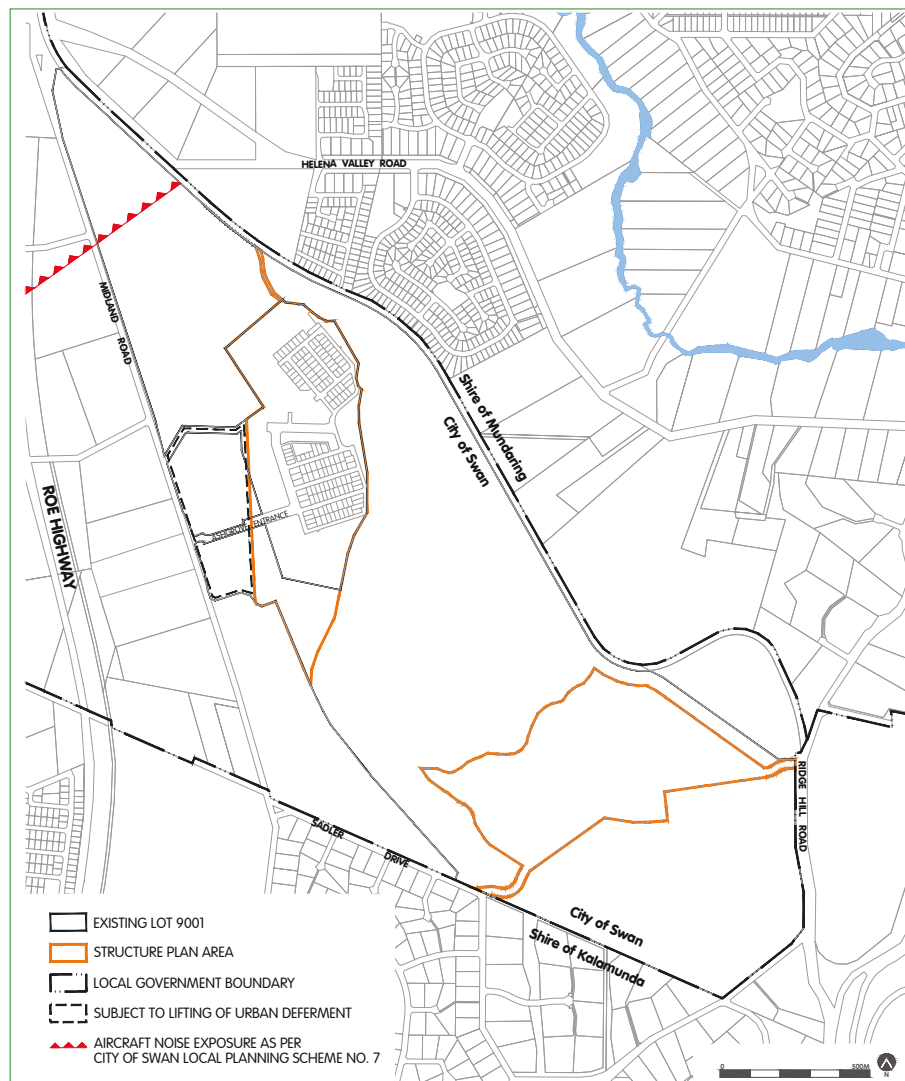 HELENA VALLEY ROAD
MIDLAND ROAD
Shire of Mundaring
City of Swan
ROE HIGHWAY
ASHGROVE ENTRANCE
RIDGE HILL ROAD
SADLER DRIVE
City of Swan
Shire of Kalamunda
EXISTING LOT 9001
STRUCTURE PLAN AREA
LOCAL GOVERNMENT BOUNDARY
SUBJECT TO LIFTING OF URBAN DEFERMENT
AIRCRAFT NOISE EXPOSURE AS PER
CITY OF SWAN LOCAL PLANNING SCHEME NO. 7
0 500M
N